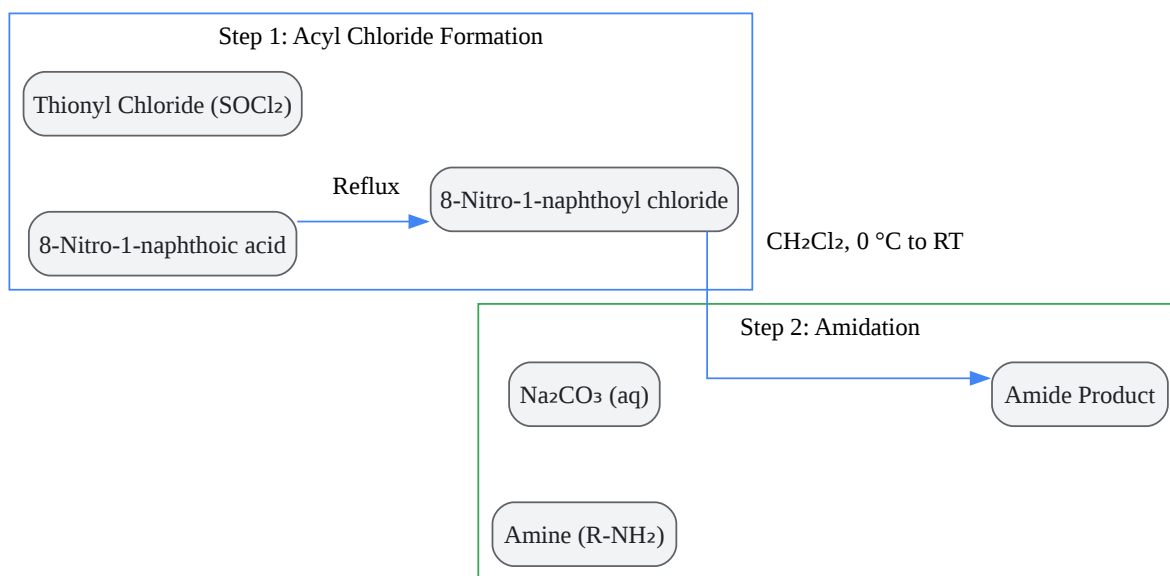 Step 1: Acyl Chloride Formation
Thionyl Chloride (SOCl₂)
Reflux
8-Nitro-1-naphthoyl chloride
8-Nitro-1-naphthoic acid
CH₂Cl₂, 0 °C to RT
Step 2: Amidation
Na₂CO₃ (aq)
Amide Product
Amine (R-NH₂)